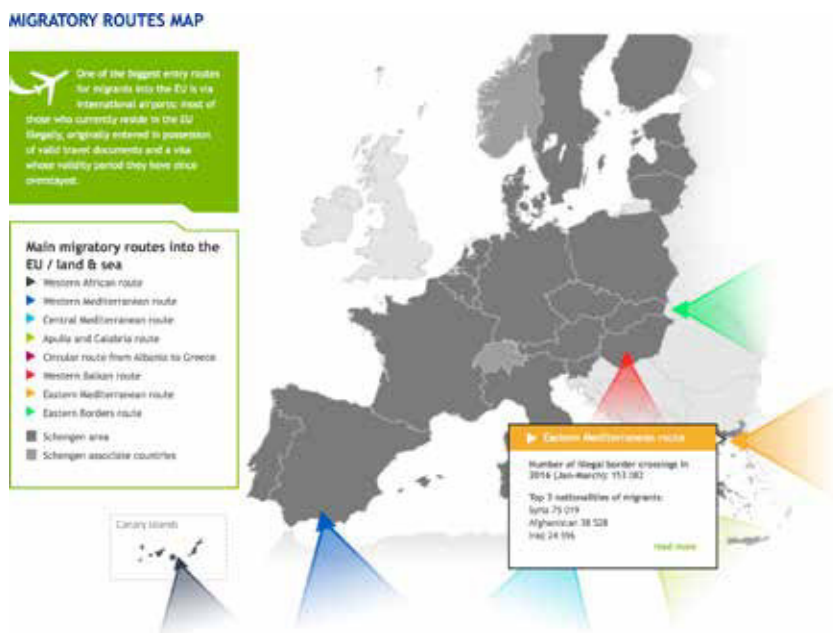 MIGRATORY ROUTES MAP
One of the biggest entry routes
for migrants into the EU is via
international airports: most of
those who currently reside in the EU
illegally, originally entered in possession
of valid travel documents and a visa
whose validity period they have since
overstayed.
Main migratory routes into the
EU / land & sea
Western African route
Western Mediterranean route
Central Mediterranean route
Apulia and Calabria route
Circular route from Albania to Greece
Western Balkan route
Eastern Mediterranean route
Eastern Borders route
Schengen area
Schengen associate countries
Canary Islands
Eastern Mediterranean route
Number of illegal border crossings in
2016 (Jan-March):
Top 3 nationalities of migrants:
Syria 75 019
Afghanistan 38 528
Iraq
read more